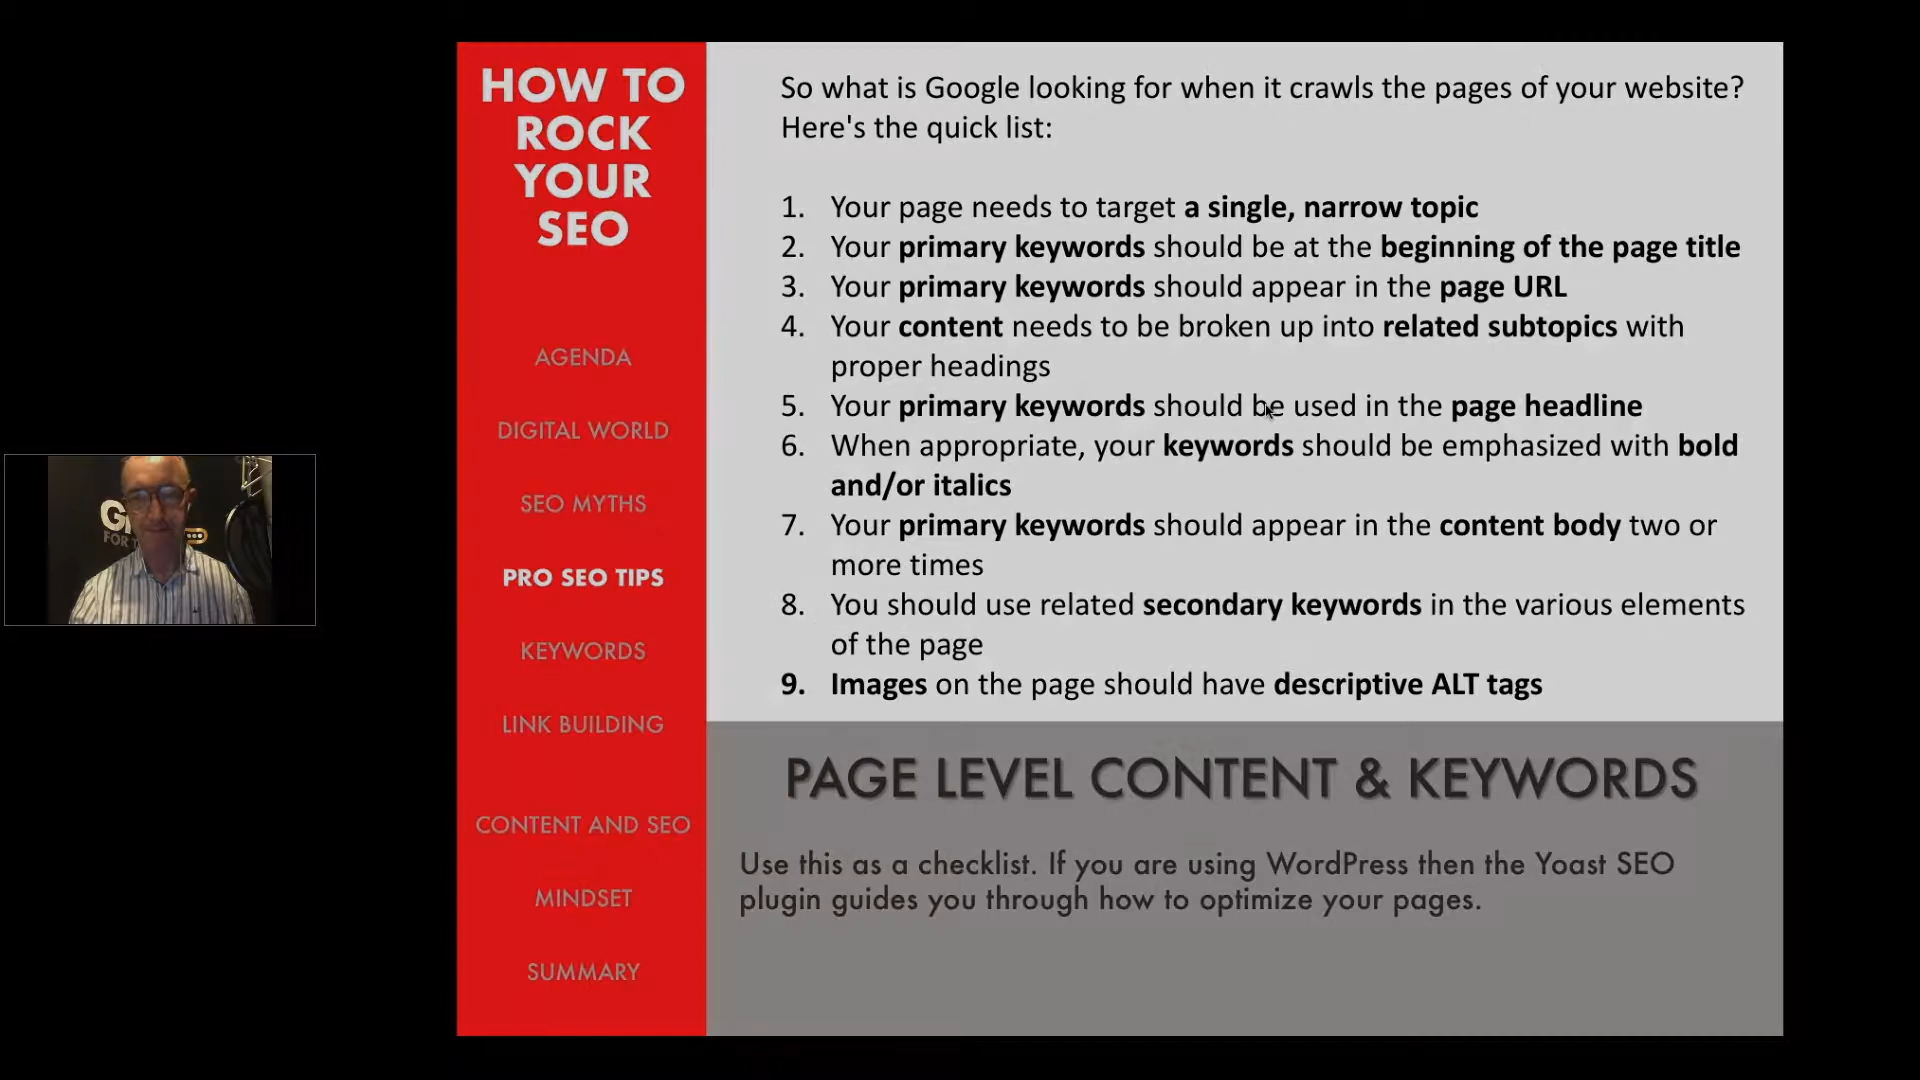 HOW TO
ROCK
YOUR
SEO
AGENDA
DIGITAL WORLD
SEO MYTHS
PRO SEO TIPS
KEYWORDS
LINK BUILDING
CONTENT AND SEO
MINDSET
SUMMARY
So what is Google looking for when it crawls the pages of your website?
Here's the quick list:
1. Your page needs to target a single, narrow topic
2. Your primary keywords should be at the beginning of the page title
3. Your primary keywords should appear in the page URL
4. Your content needs to be broken up into related subtopics with
proper headings
5. Your primary keywords should be used in the page headline
6. When appropriate, your keywords should be emphasized with bold
and/or italics
7. Your primary keywords should appear in the content body two or
more times
8. You should use related secondary keywords in the various elements
of the page
9. Images on the page should have descriptive ALT tags
PAGE LEVEL CONTENT & KEYWORDS
Use this as a checklist. If you are using WordPress then the Yoast SEO
plugin guides you through how to optimize your pages.
FOR